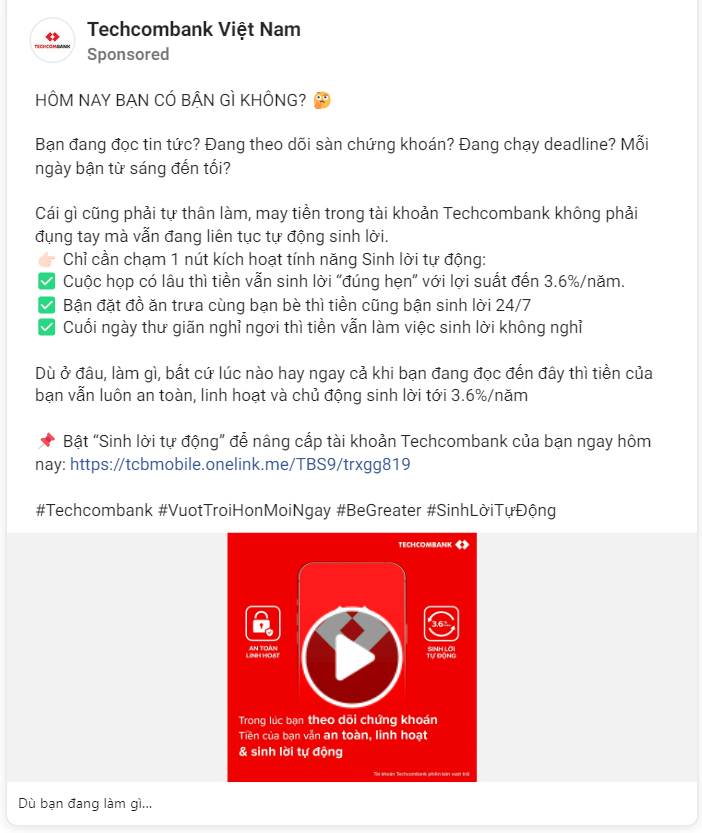 TECHCOMBANK
Techcombank Việt Nam
Sponsored
HÔM NAY BẠN CÓ BẬN GÌ KHÔNG? 🤔
Bạn đang đọc tin tức? Đang theo dõi sàn chứng khoán? Đang chạy deadline? Mỗi
ngày bận từ sáng đến tối?
Cái gì cũng phải tự thân làm, may tiền trong tài khoản Techcombank không phải
đụng tay mà vẫn đang liên tục tự động sinh lời.
👉🏻 Chỉ cần chạm 1 nút kích hoạt tính năng Sinh lời tự động:
✅ Cuộc họp có lâu thì tiền vẫn sinh lời “đúng hẹn” với lợi suất đến 3.6%/năm.
✅ Bận đặt đồ ăn trưa cùng bạn bè thì tiền cũng bận sinh lời 24/7
✅ Cuối ngày thư giãn nghỉ ngơi thì tiền vẫn làm việc sinh lời không nghỉ
Dù ở đâu, làm gì, bất cứ lúc nào hay ngay cả khi bạn đang đọc đến đây thì tiền của
bạn vẫn luôn an toàn, linh hoạt và chủ động sinh lời tới 3.6%/năm
📌 Bật “Sinh lời tự động” để nâng cấp tài khoản Techcombank của bạn ngay hôm
nay: https://tcbmobile.onelink.me/TBS9/trxgg819
#Techcombank #VuotTroiHonMoiNgay #BeGreater #SinhLờiTựĐộng
TECHCOMBANK
AN TOÀN
LINH HOẠT
3.6%
SINH LỜI
TỰ ĐỘNG
Trong lúc bạn theo dõi chứng khoán
Tiền của bạn vẫn an toàn, linh hoạt
& sinh lời tự động
Tài khoản Techcombank phiên bản vượt trội
Dù bạn đang làm gì...